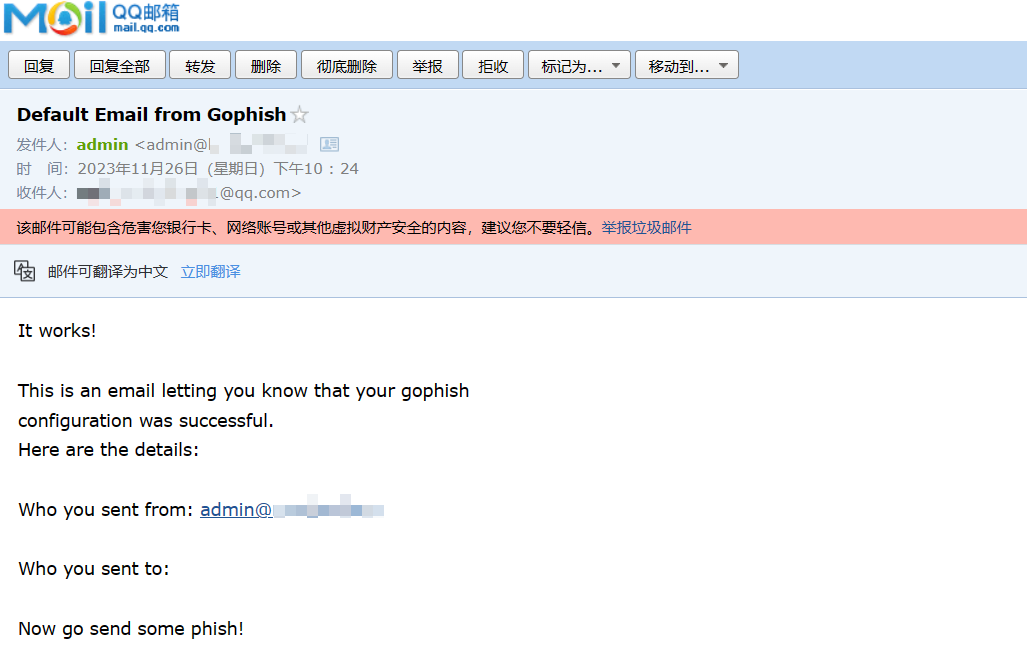 Mail QQ邮箱
mail.qq.com
回复 回复全部 转发 删除 彻底删除 举报 拒收 标记为... 移动到...
Default Email from Gophish
发件人： admin <admin@
时 间： 2023年11月26日（星期日）下午10：24
收件人： @qq.com>
该邮件可能包含危害您银行卡、网络账号或其他虚拟财产安全的内容，建议您不要轻信。举报垃圾邮件
邮件可翻译为中文 立即翻译
It works!
This is an email letting you know that your gophish
configuration was successful.
Here are the details:
Who you sent from: admin@
Who you sent to:
Now go send some phish!